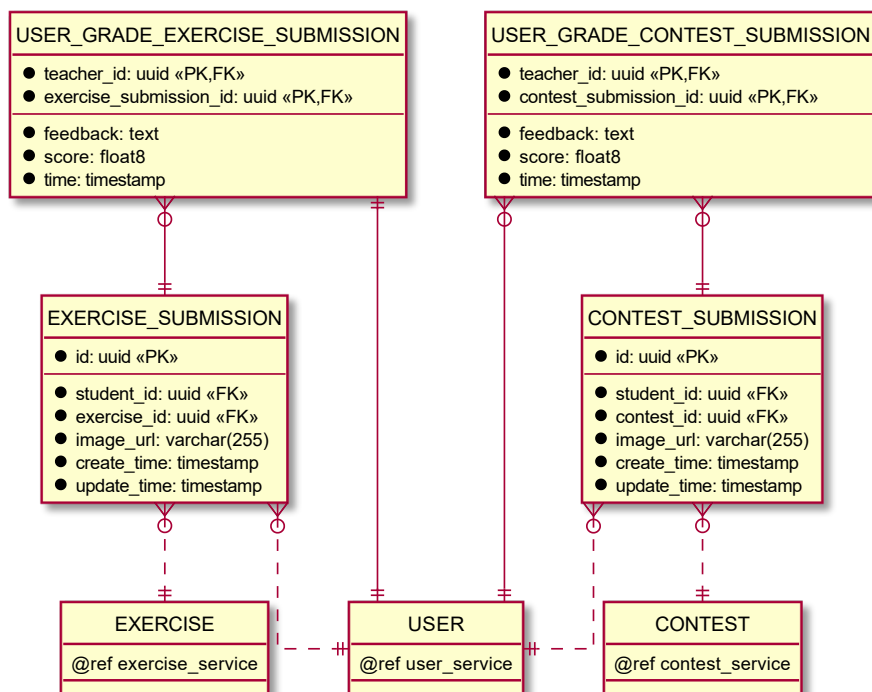 USER_GRADE_EXERCISE_SUBMISSION
teacher_id: uuid «PK,FK»
exercise_submission_id: uuid «PK,FK»
feedback: text
score: float8
time: timestamp
USER_GRADE_CONTEST_SUBMISSION
teacher_id: uuid «PK,FK»
contest_submission_id: uuid «PK,FK»
feedback: text
score: float8
time: timestamp
EXERCISE_SUBMISSION
id: uuid «PK»
student_id: uuid «FK»
exercise_id: uuid «FK»
image_url: varchar(255)
create_time: timestamp
update_time: timestamp
CONTEST_SUBMISSION
id: uuid «PK»
student_id: uuid «FK»
contest_id: uuid «FK»
image_url: varchar(255)
create_time: timestamp
update_time: timestamp
EXERCISE
@ref exercise_service
USER
@ref user_service
CONTEST
@ref contest_service